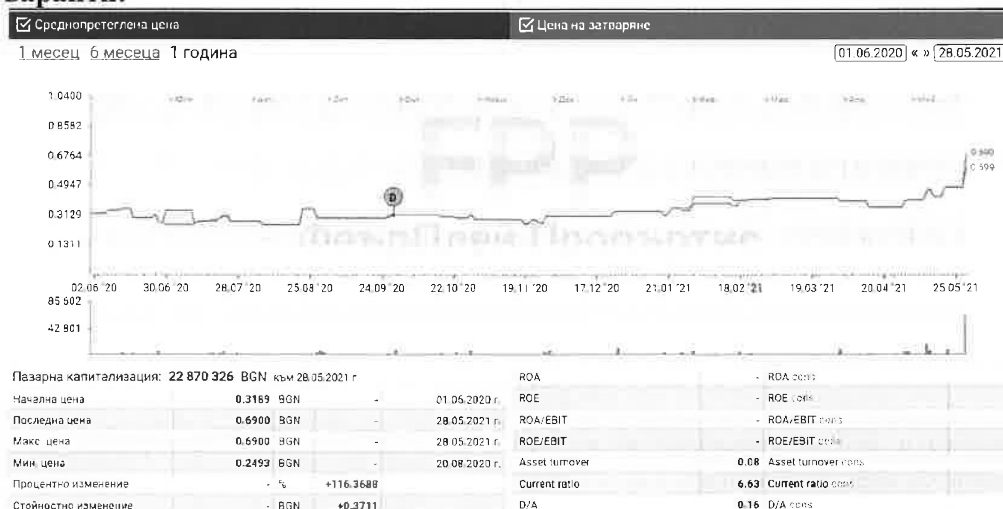 Среднопретеглена цена
Цена на затваряне
1 месец 6 месеца 1 година
01.06.2020 « » 28.05.2021
1.0400
0.8582
0.6764
0.4947
0.3129
0.1311
FPP
ФеърПлей Пропъртис
D
0.690
0.599
02.06 '20 30.06 '20 28.07 '20 25.08 '20 24.09 '20 22.10 '20 19.11 '20 17.12 '20 21.01 '21 18.02 '21 19.03 '21 20.04 '21 25.05 '21
85 602
42 801
Пазарна капитализация: 22 870 326 BGN към 28.05.2021 г
Начална цена 0.3189 BGN - 01.06.2020 г.
Последна цена 0.6900 BGN - 28.05.2021 г.
Макс. цена 0.6900 BGN - 28.05.2021 г.
Мин. цена 0.2493 BGN - 20.08.2020 г.
Процентно изменение - % +116.3688
Стойностно изменение - BGN +0.3711
ROA - ROA cons
ROE - ROE cons
ROA/EBIT - ROA/EBIT cons
ROE/EBIT - ROE/EBIT cons
Asset turnover 0.08 Asset turnover cons
Current ratio 6.63 Current ratio cons
D/A 0.16 D/A cons